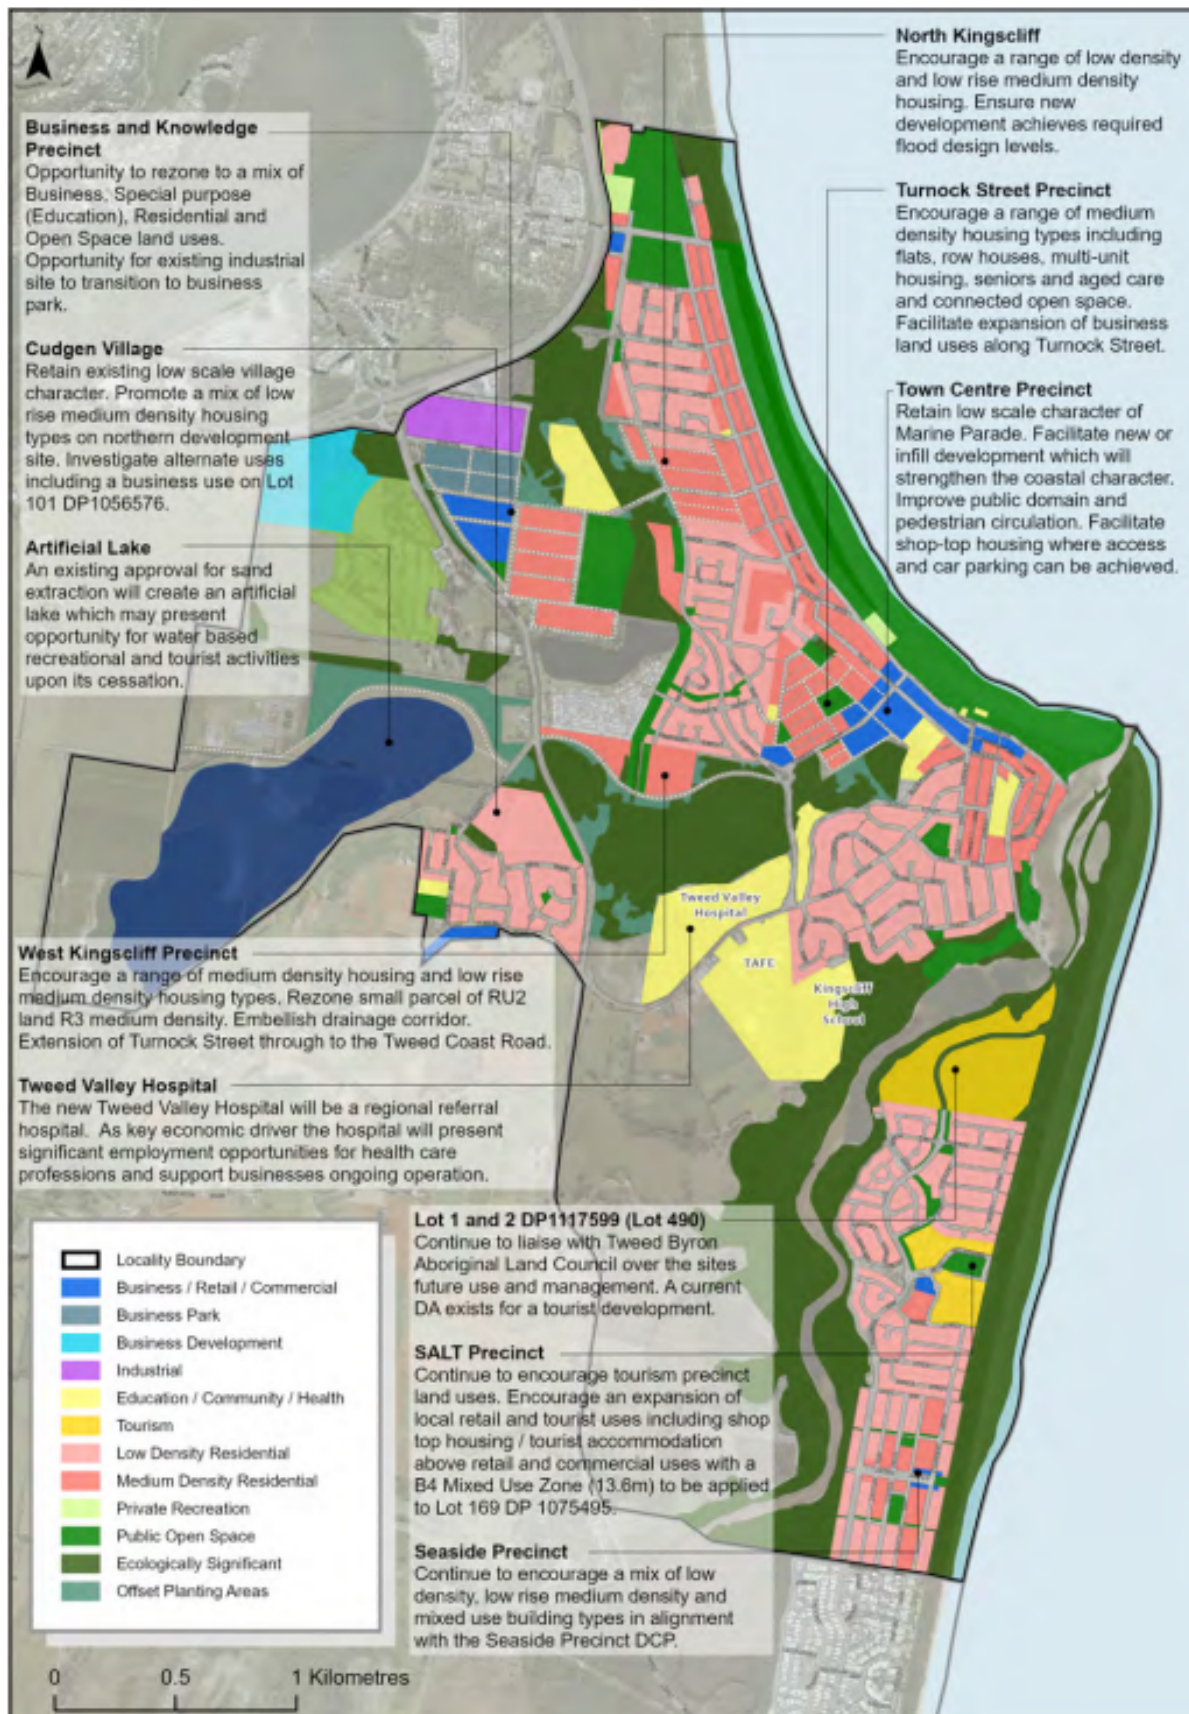 North Kingscliff
Encourage a range of low density
and low rise medium density
housing. Ensure new
development achieves required
flood design levels.
Business and Knowledge
Precinct
Opportunity to rezone to a mix of
Business, Special purpose
(Education), Residential and
Open Space land uses.
Opportunity for existing industrial
site to transition to business
park.
Turnock Street Precinct
Encourage a range of medium
density housing types including
flats, row houses, multi-unit
housing, seniors and aged care
and connected open space.
Facilitate expansion of business
land uses along Turnock Street.
Cudgen Village
Retain existing low scale village
character. Promote a mix of low
rise medium density housing
types on northern development
site. Investigate alternate uses
including a business use on Lot
101 DP1056576.
Town Centre Precinct
Retain low scale character of
Marine Parade. Facilitate new or
infill development which will
strengthen the coastal character.
Improve public domain and
pedestrian circulation. Facilitate
shop-top housing where access
and car parking can be achieved.
Artificial Lake
An existing approval for sand
extraction will create an artificial
lake which may present
opportunity for water based
recreational and tourist activities
upon its cessation.
Tweed Valley
Hospital
TAFE
Kingscliff
High
School
West Kingscliff Precinct
Encourage a range of medium density housing and low rise
medium density housing types. Rezone small parcel of RU2
land R3 medium density. Embellish drainage corridor.
Extension of Turnock Street through to the Tweed Coast Road.
Tweed Valley Hospital
The new Tweed Valley Hospital will be a regional referral
hospital. As key economic driver the hospital will present
significant employment opportunities for health care
professions and support businesses ongoing operation.
Lot 1 and 2 DP1117599 (Lot 490)
Continue to liaise with Tweed Byron
Aboriginal Land Council over the sites
future use and management. A current
DA exists for a tourist development.
SALT Precinct
Continue to encourage tourism precinct
land uses. Encourage an expansion of
local retail and tourist uses including shop
top housing / tourist accommodation
above retail and commercial uses with a
B4 Mixed Use Zone (13.6m) to be applied
to Lot 169 DP 1075495.
Seaside Precinct
Continue to encourage a mix of low
density, low rise medium density and
mixed use building types in alignment
with the Seaside Precinct DCP.
Locality Boundary
Business / Retail / Commercial
Business Park
Business Development
Industrial
Education / Community / Health
Tourism
Low Density Residential
Medium Density Residential
Private Recreation
Public Open Space
Ecologically Significant
Offset Planting Areas
0 0.5 1 Kilometres